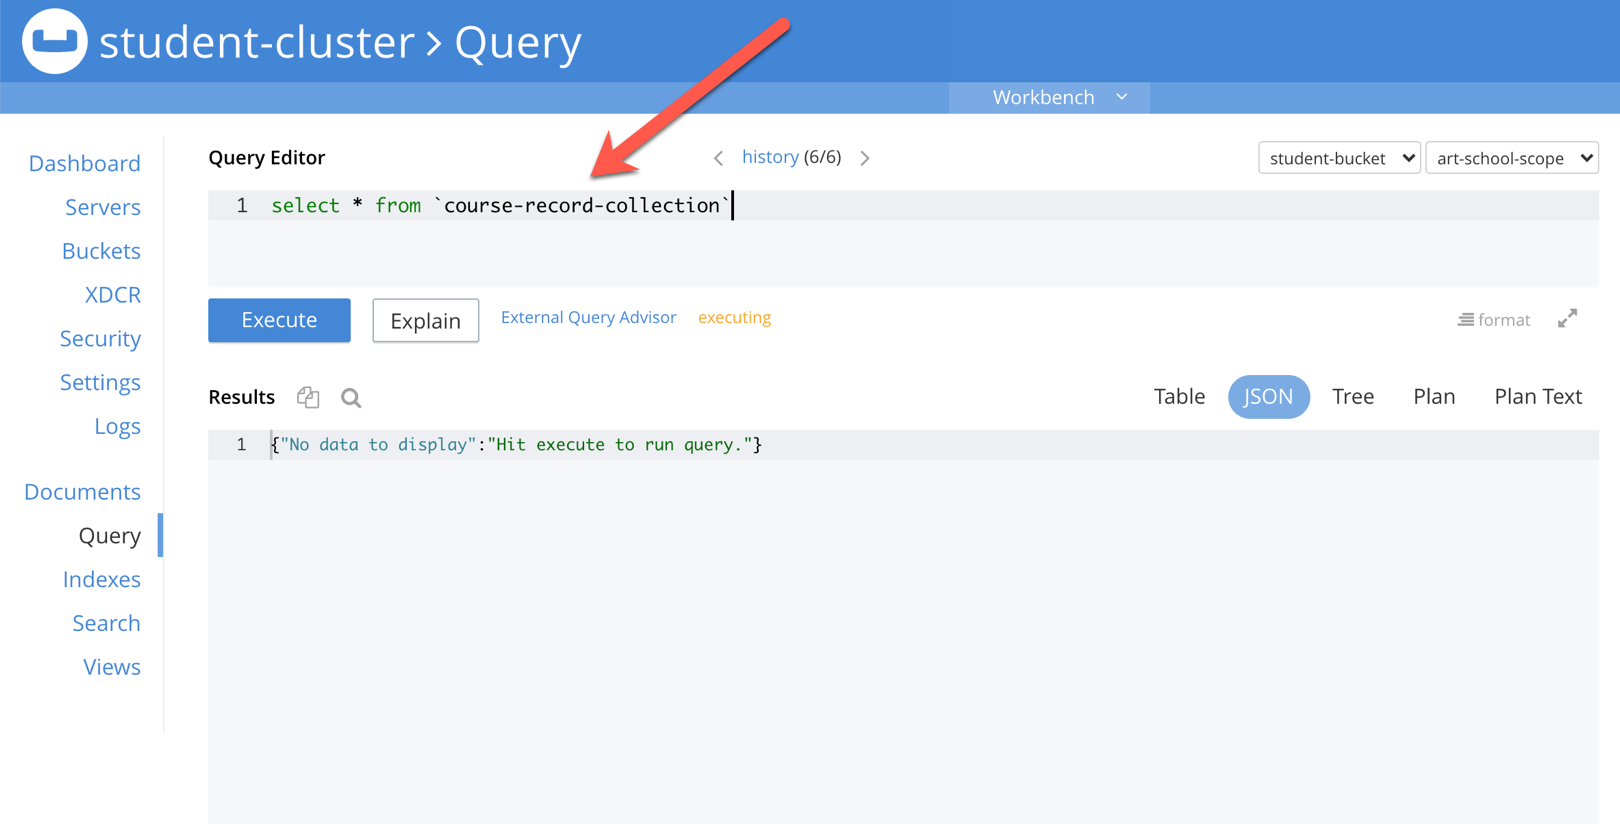 student-cluster > Query
Workbench
Dashboard
Servers
Buckets
XDCR
Security
Settings
Logs
Documents
Query
Indexes
Search
Views
Query Editor
history (6/6)
student-bucket
art-school-scope
1 select * from `course-record-collection`
Execute
Explain
External Query Advisor
executing
format
Results
Table
JSON
Tree
Plan
Plan Text
1 {"No data to display":"Hit execute to run query."}